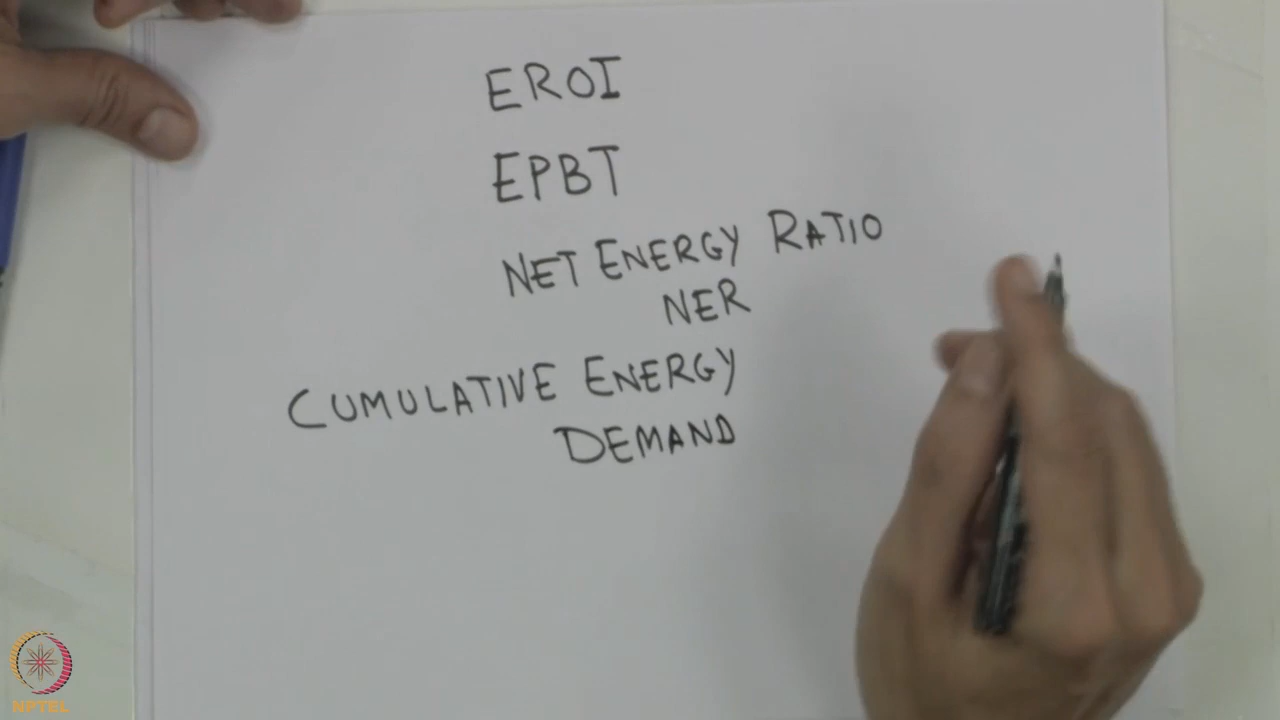 EROI
EPBT
NET ENERGY RATIO
NER
CUMULATIVE ENERGY
DEMAND
NPTEL